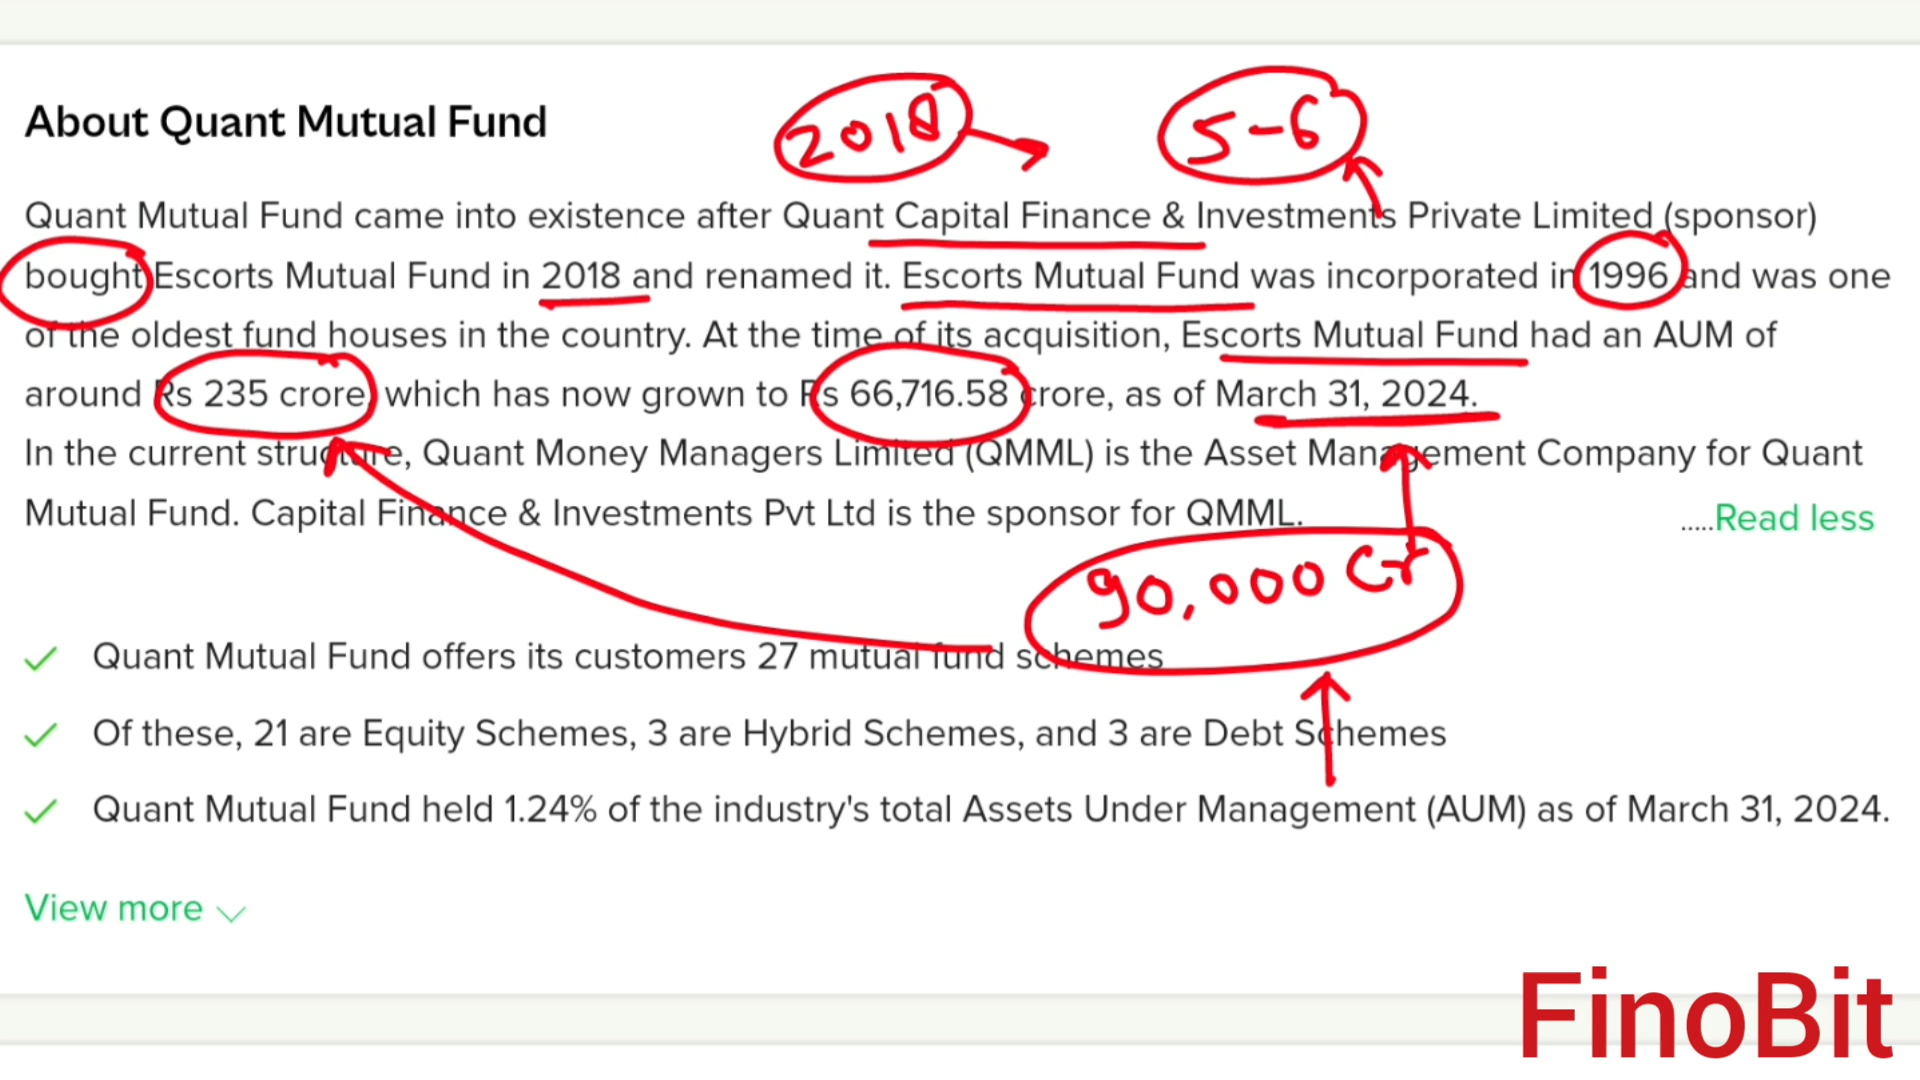 2018 5-6
About Quant Mutual Fund
Quant Mutual Fund came into existence after Quant Capital Finance & Investments Private Limited (sponsor)
bought Escorts Mutual Fund in 2018 and renamed it. Escorts Mutual Fund was incorporated in 1996 and was one
of the oldest fund houses in the country. At the time of its acquisition, Escorts Mutual Fund had an AUM of
around Rs 235 crore, which has now grown to Rs 66,716.58 crore, as of March 31, 2024.
In the current structure, Quant Money Managers Limited (QMML) is the Asset Management Company for Quant
Mutual Fund. Capital Finance & Investments Pvt Ltd is the sponsor for QMML.
.....Read less
90,000 Cr
Quant Mutual Fund offers its customers 27 mutual fund schemes
Of these, 21 are Equity Schemes, 3 are Hybrid Schemes, and 3 are Debt Schemes
Quant Mutual Fund held 1.24% of the industry's total Assets Under Management (AUM) as of March 31, 2024.
View more
FinoBit